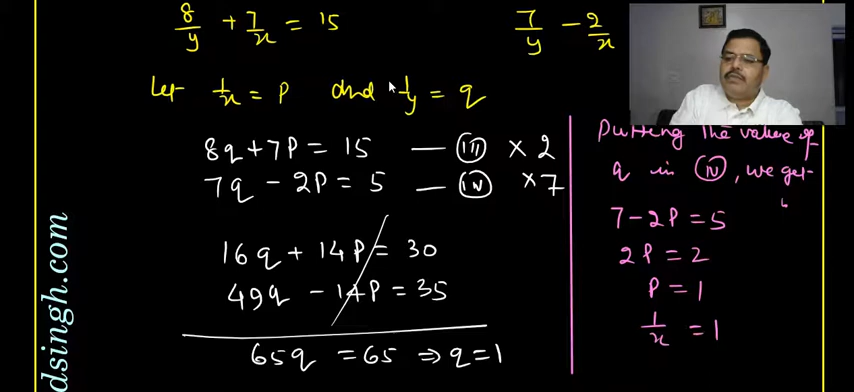 8/y + 7/x = 15
7/y - 2/x
Let 1/x = P and 1/y = q
8q + 7P = 15 — (III) × 2
7q - 2P = 5 — (IV) × 7
16q + 14P = 30
49q - 14P = 35
65q = 65 ⇒ q = 1
Putting the value of
q in (IV), we get
7 - 2P = 5
2P = 2
P = 1
1/x = 1
dsingh.com